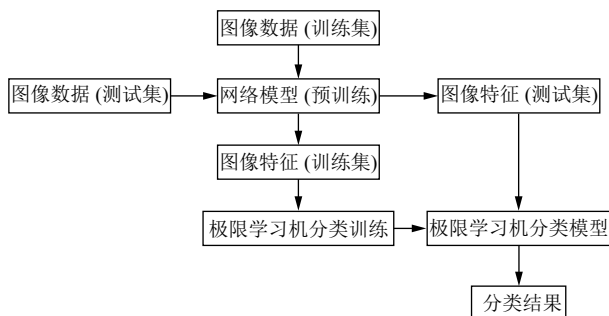 图像数据 (训练集)
图像数据 (测试集)
网络模型 (预训练)
图像特征 (测试集)
图像特征 (训练集)
极限学习机分类训练
极限学习机分类模型
分类结果